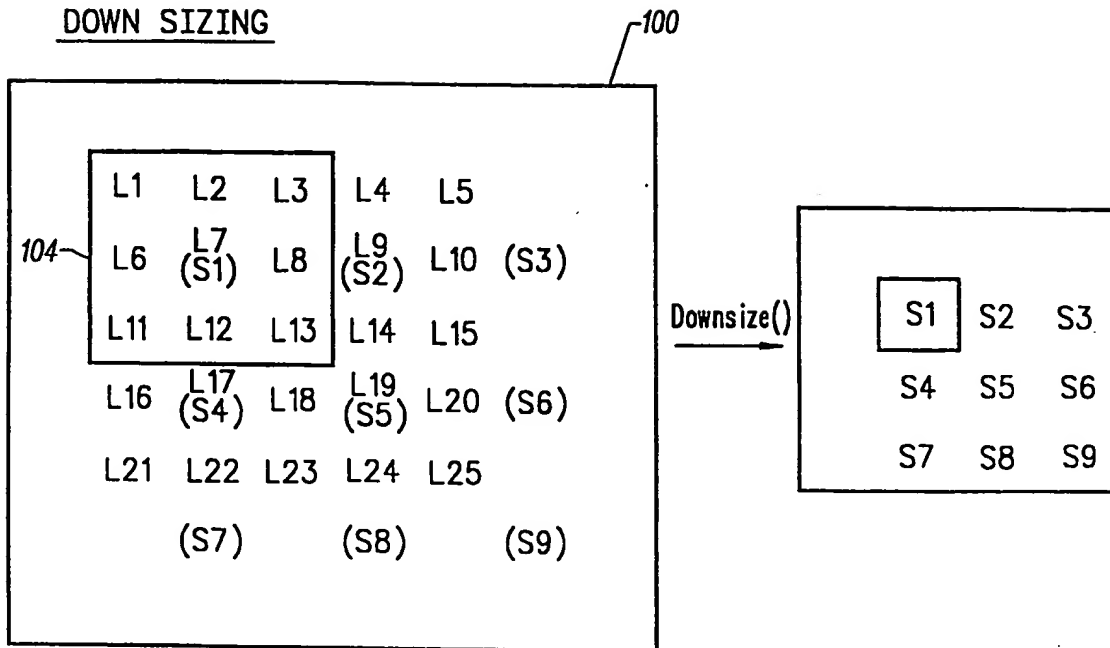 DOWN SIZING
100
L1 L2 L3 L4 L5
104
L6 L7 (S1) L8 L9 (S2) L10 (S3)
L11 L12 L13 L14 L15
L16 L17 (S4) L18 L19 (S5) L20 (S6)
L21 L22 L23 L24 L25
(S7) (S8) (S9)
Downsize()
S1 S2 S3
S4 S5 S6
S7 S8 S9